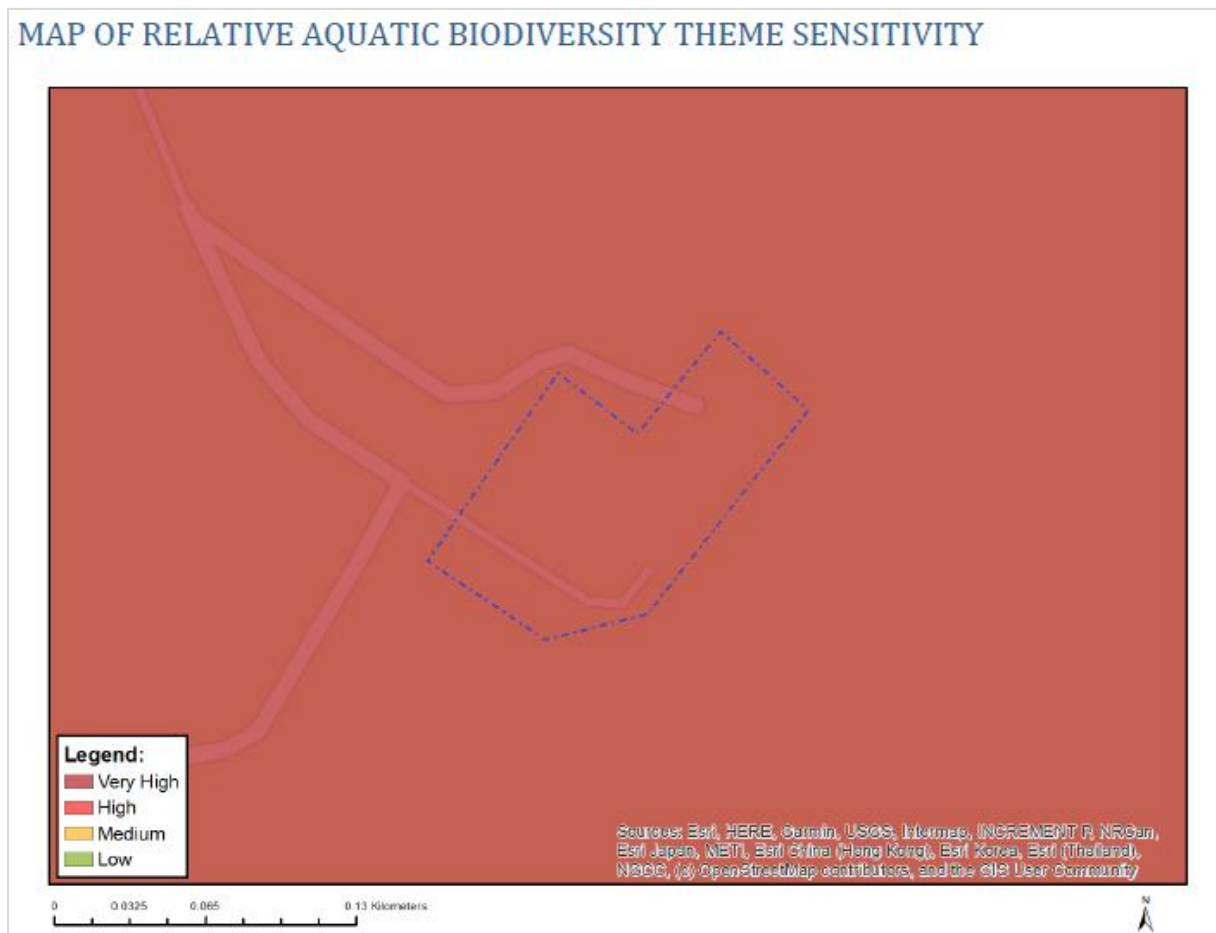 MAP OF RELATIVE AQUATIC BIODIVERSITY THEME SENSITIVITY
Legend:
Very High
High
Medium
Low
Sources: Esri, HERE, Garmin, USGS, Intermap, INCREMENT P, NRCan,
Esri Japan, METI, Esri China (Hong Kong), Esri Korea, Esri (Thailand),
NGCC, (c) OpenStreetMap contributors, and the GIS User Community
0 0.0325 0.065 0.13 Kilometers
N